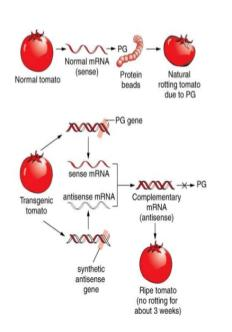 PG
Normal mRNA
(sense)
Normal tomato
Protein
beads
Natural
rotting tomato
due to PG
PG gene
sense mRNA
antisense mRNA
PG
Transgenic
tomato
Complementary
mRNA
(antisense)
synthetic
antisense
gene
Ripe tomato
(no rotting for
about 3 weeks)